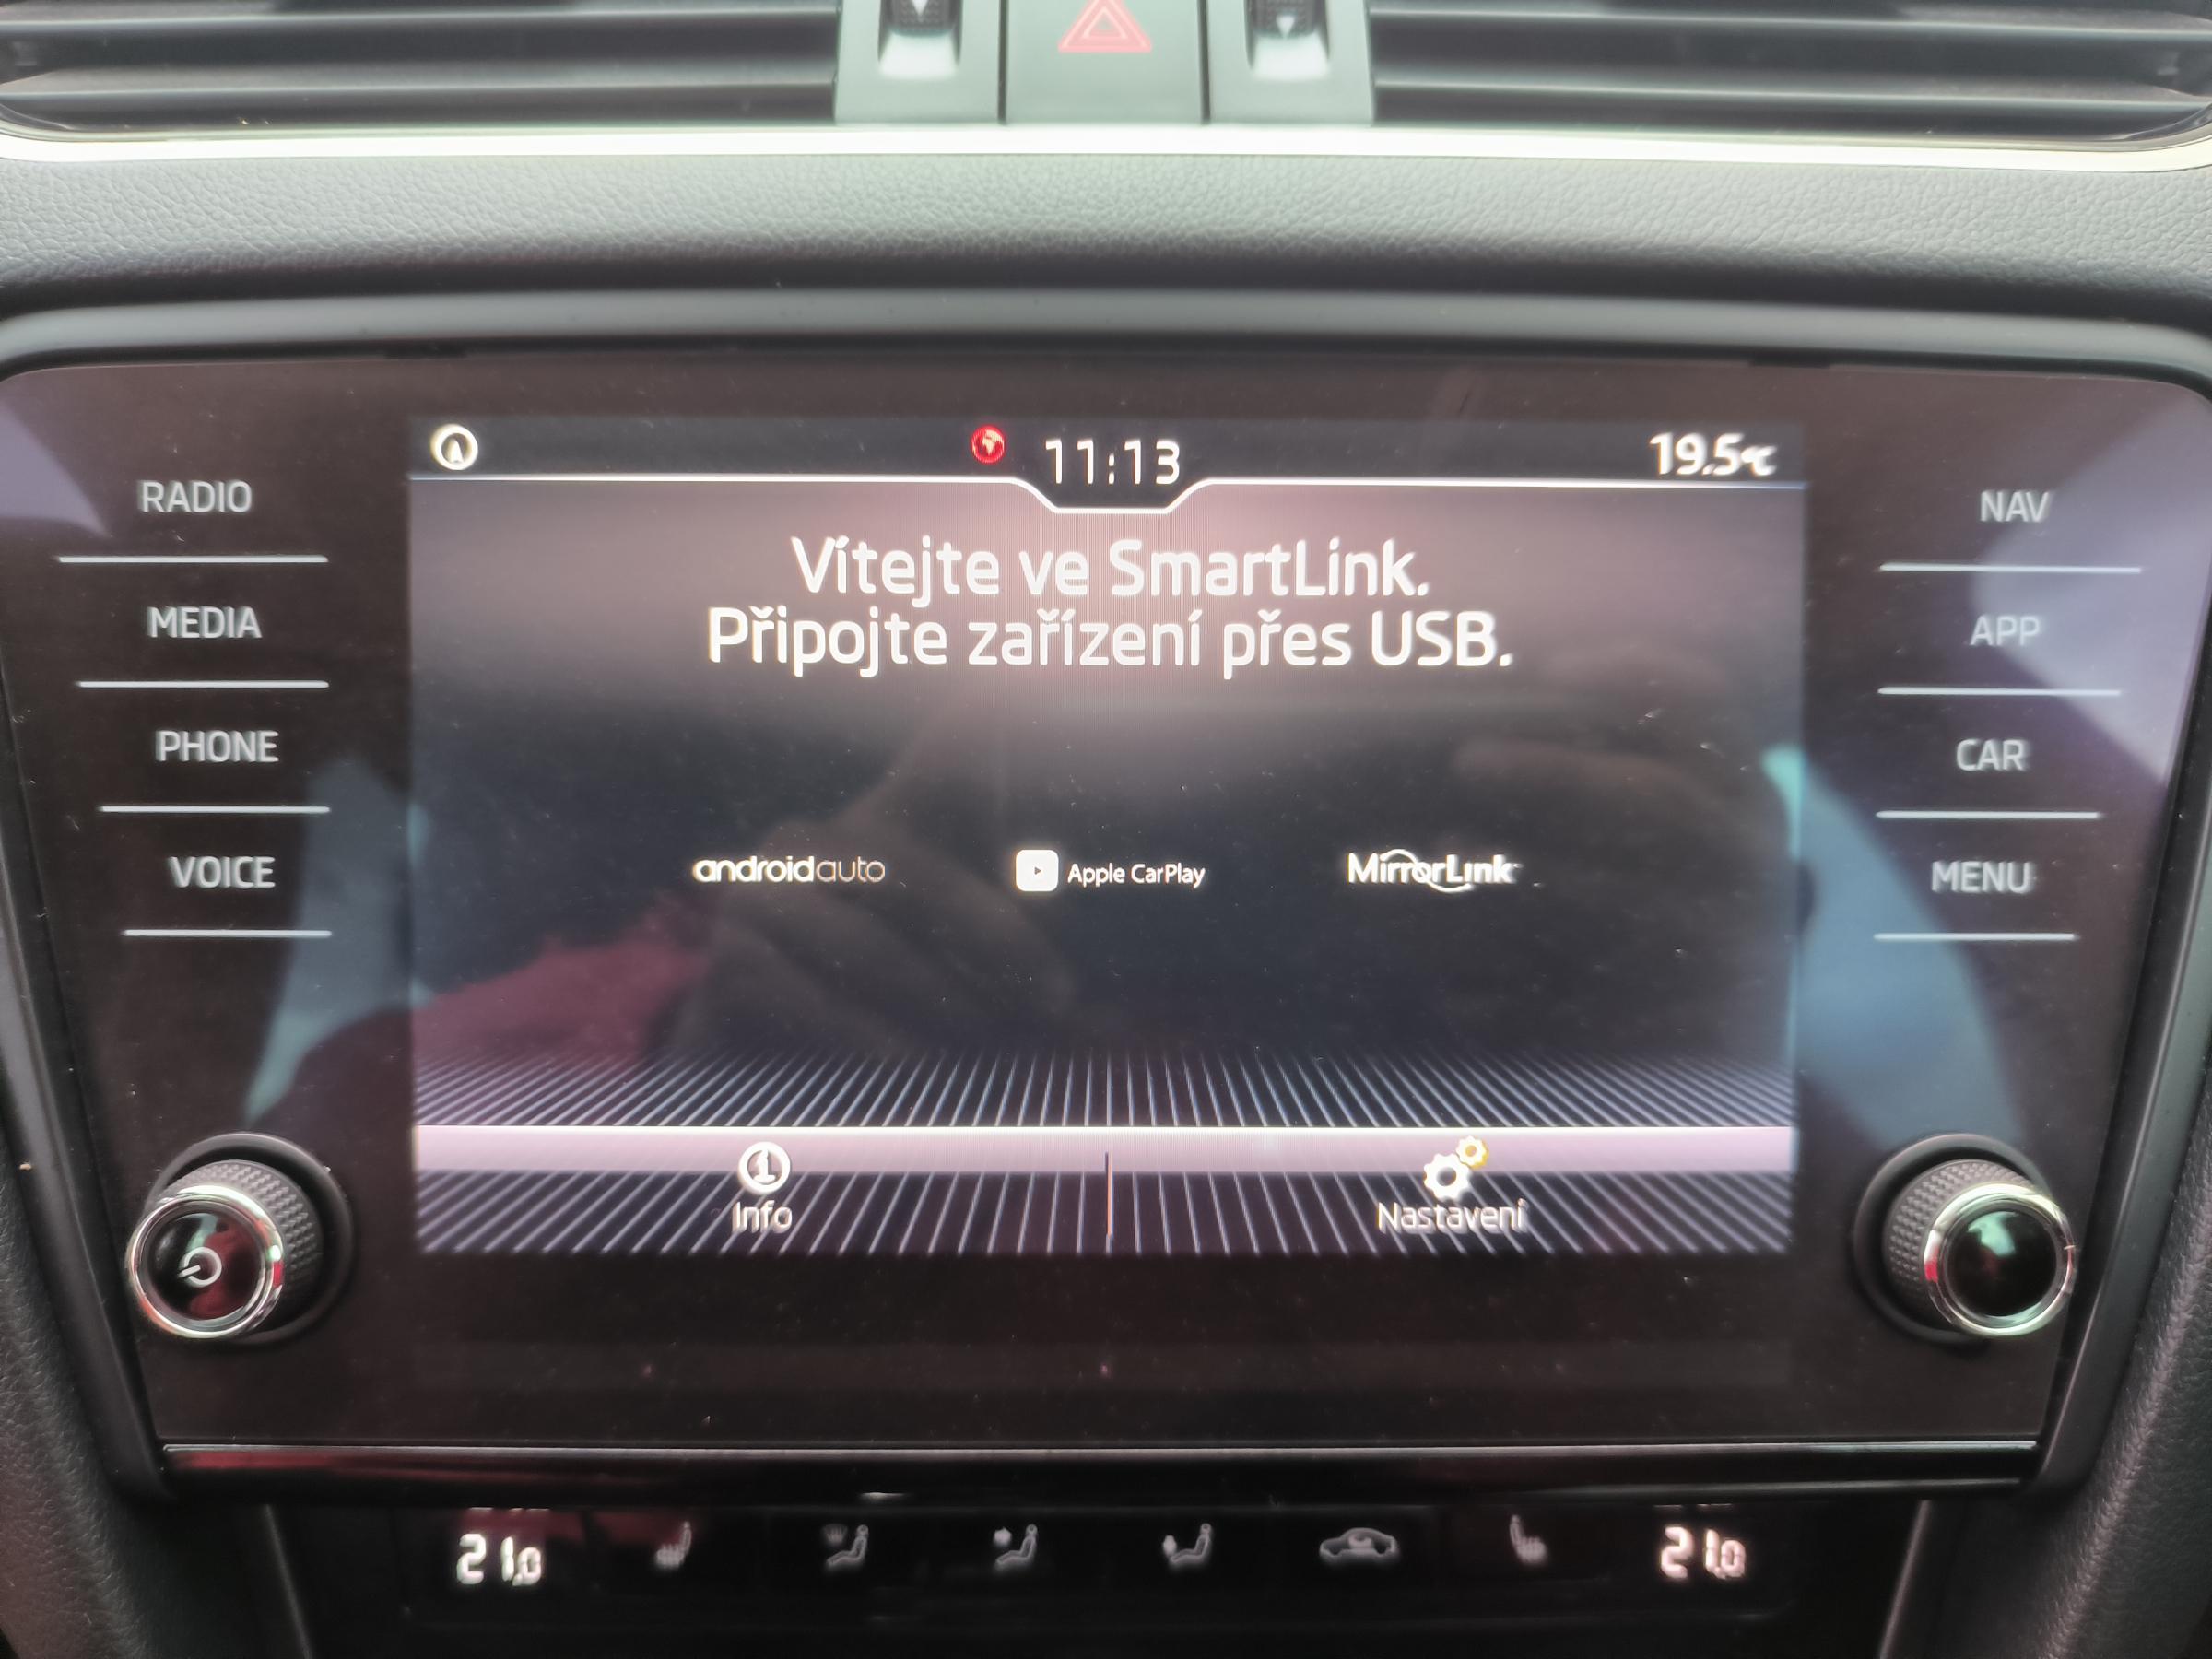 11:13
19.5°C
RADIO
MEDIA
PHONE
VOICE
Vítejte ve SmartLink.
Připojte zařízení přes USB.
androidauto
Apple CarPlay
MirrorLink
Info
Nastavení
NAV
APP
CAR
MENU
21,0
21,0